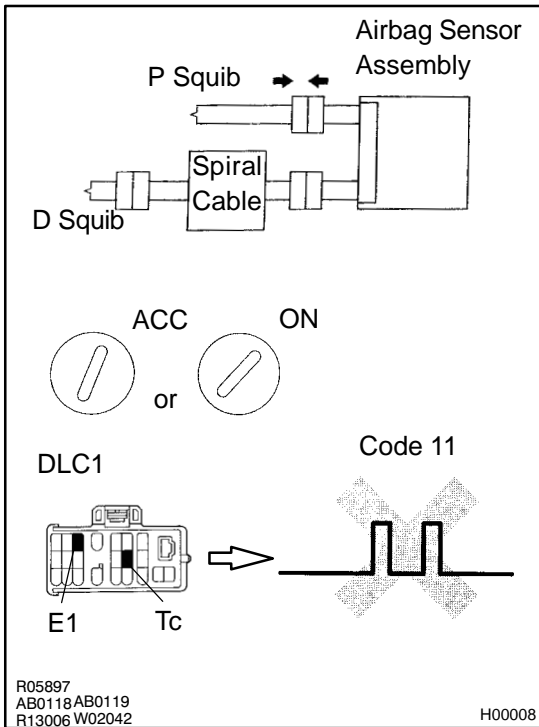 Airbag Sensor
Assembly
P Squib
Spiral
Cable
D Squib
ACC
ON
or
DLC1
Code 11
E1
Tc
R05897
AB0118 AB0119
R13006 W02042
H00008